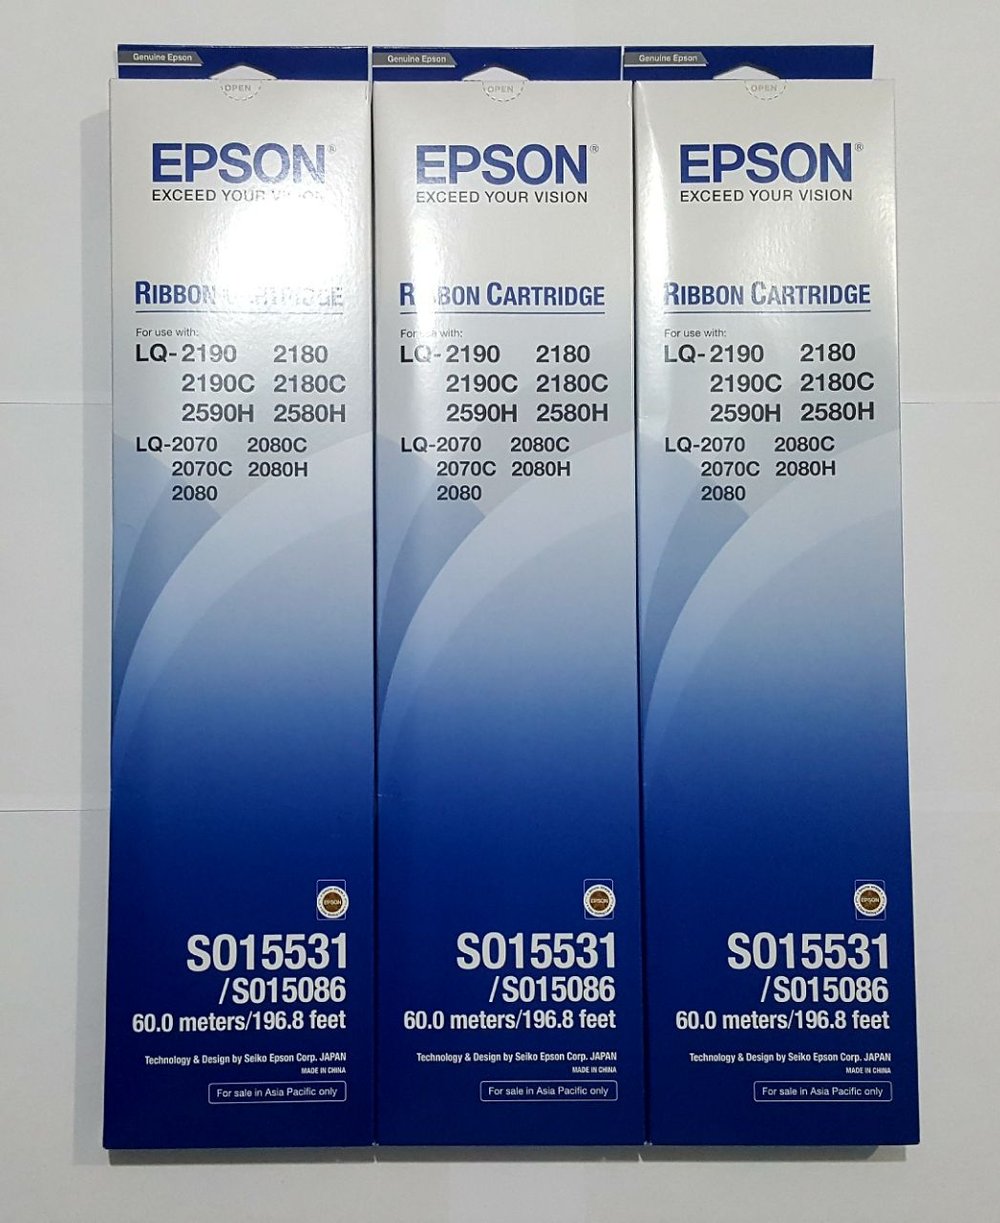 Genuine Epson
OPEN
EPSON®
EXCEED YOUR
RIBBON
For use with:
LQ-2190 2180
2190C 2180C
2590H 2580H
LQ-2070 2080C
2070C 2080H
2080
EPSON
S015531
/S015086
60.0 meters/196.8 feet
Technology & Design by Seiko Epson Corp. JAPAN
MADE IN CHINA
For sale in Asia Pacific only
Genuine Epson
OPEN
EPSON®
EXCEED YOUR VISION
RIBBON CARTRIDGE
For use with:
LQ-2190 2180
2190C 2180C
2590H 2580H
LQ-2070 2080C
2070C 2080H
2080
EPSON
S015531
/S015086
60.0 meters/196.8 feet
Technology & Design by Seiko Epson Corp. JAPAN
MADE IN CHINA
For sale in Asia Pacific only
Genuine Epson
OPEN
EPSON®
EXCEED YOUR VISION
RIBBON CARTRIDGE
For use with:
LQ-2190 2180
2190C 2180C
2590H 2580H
LQ-2070 2080C
2070C 2080H
2080
EPSON
S015531
/S015086
60.0 meters/196.8 feet
Technology & Design by Seiko Epson Corp. JAPAN
MADE IN CHINA
For sale in Asia Pacific only